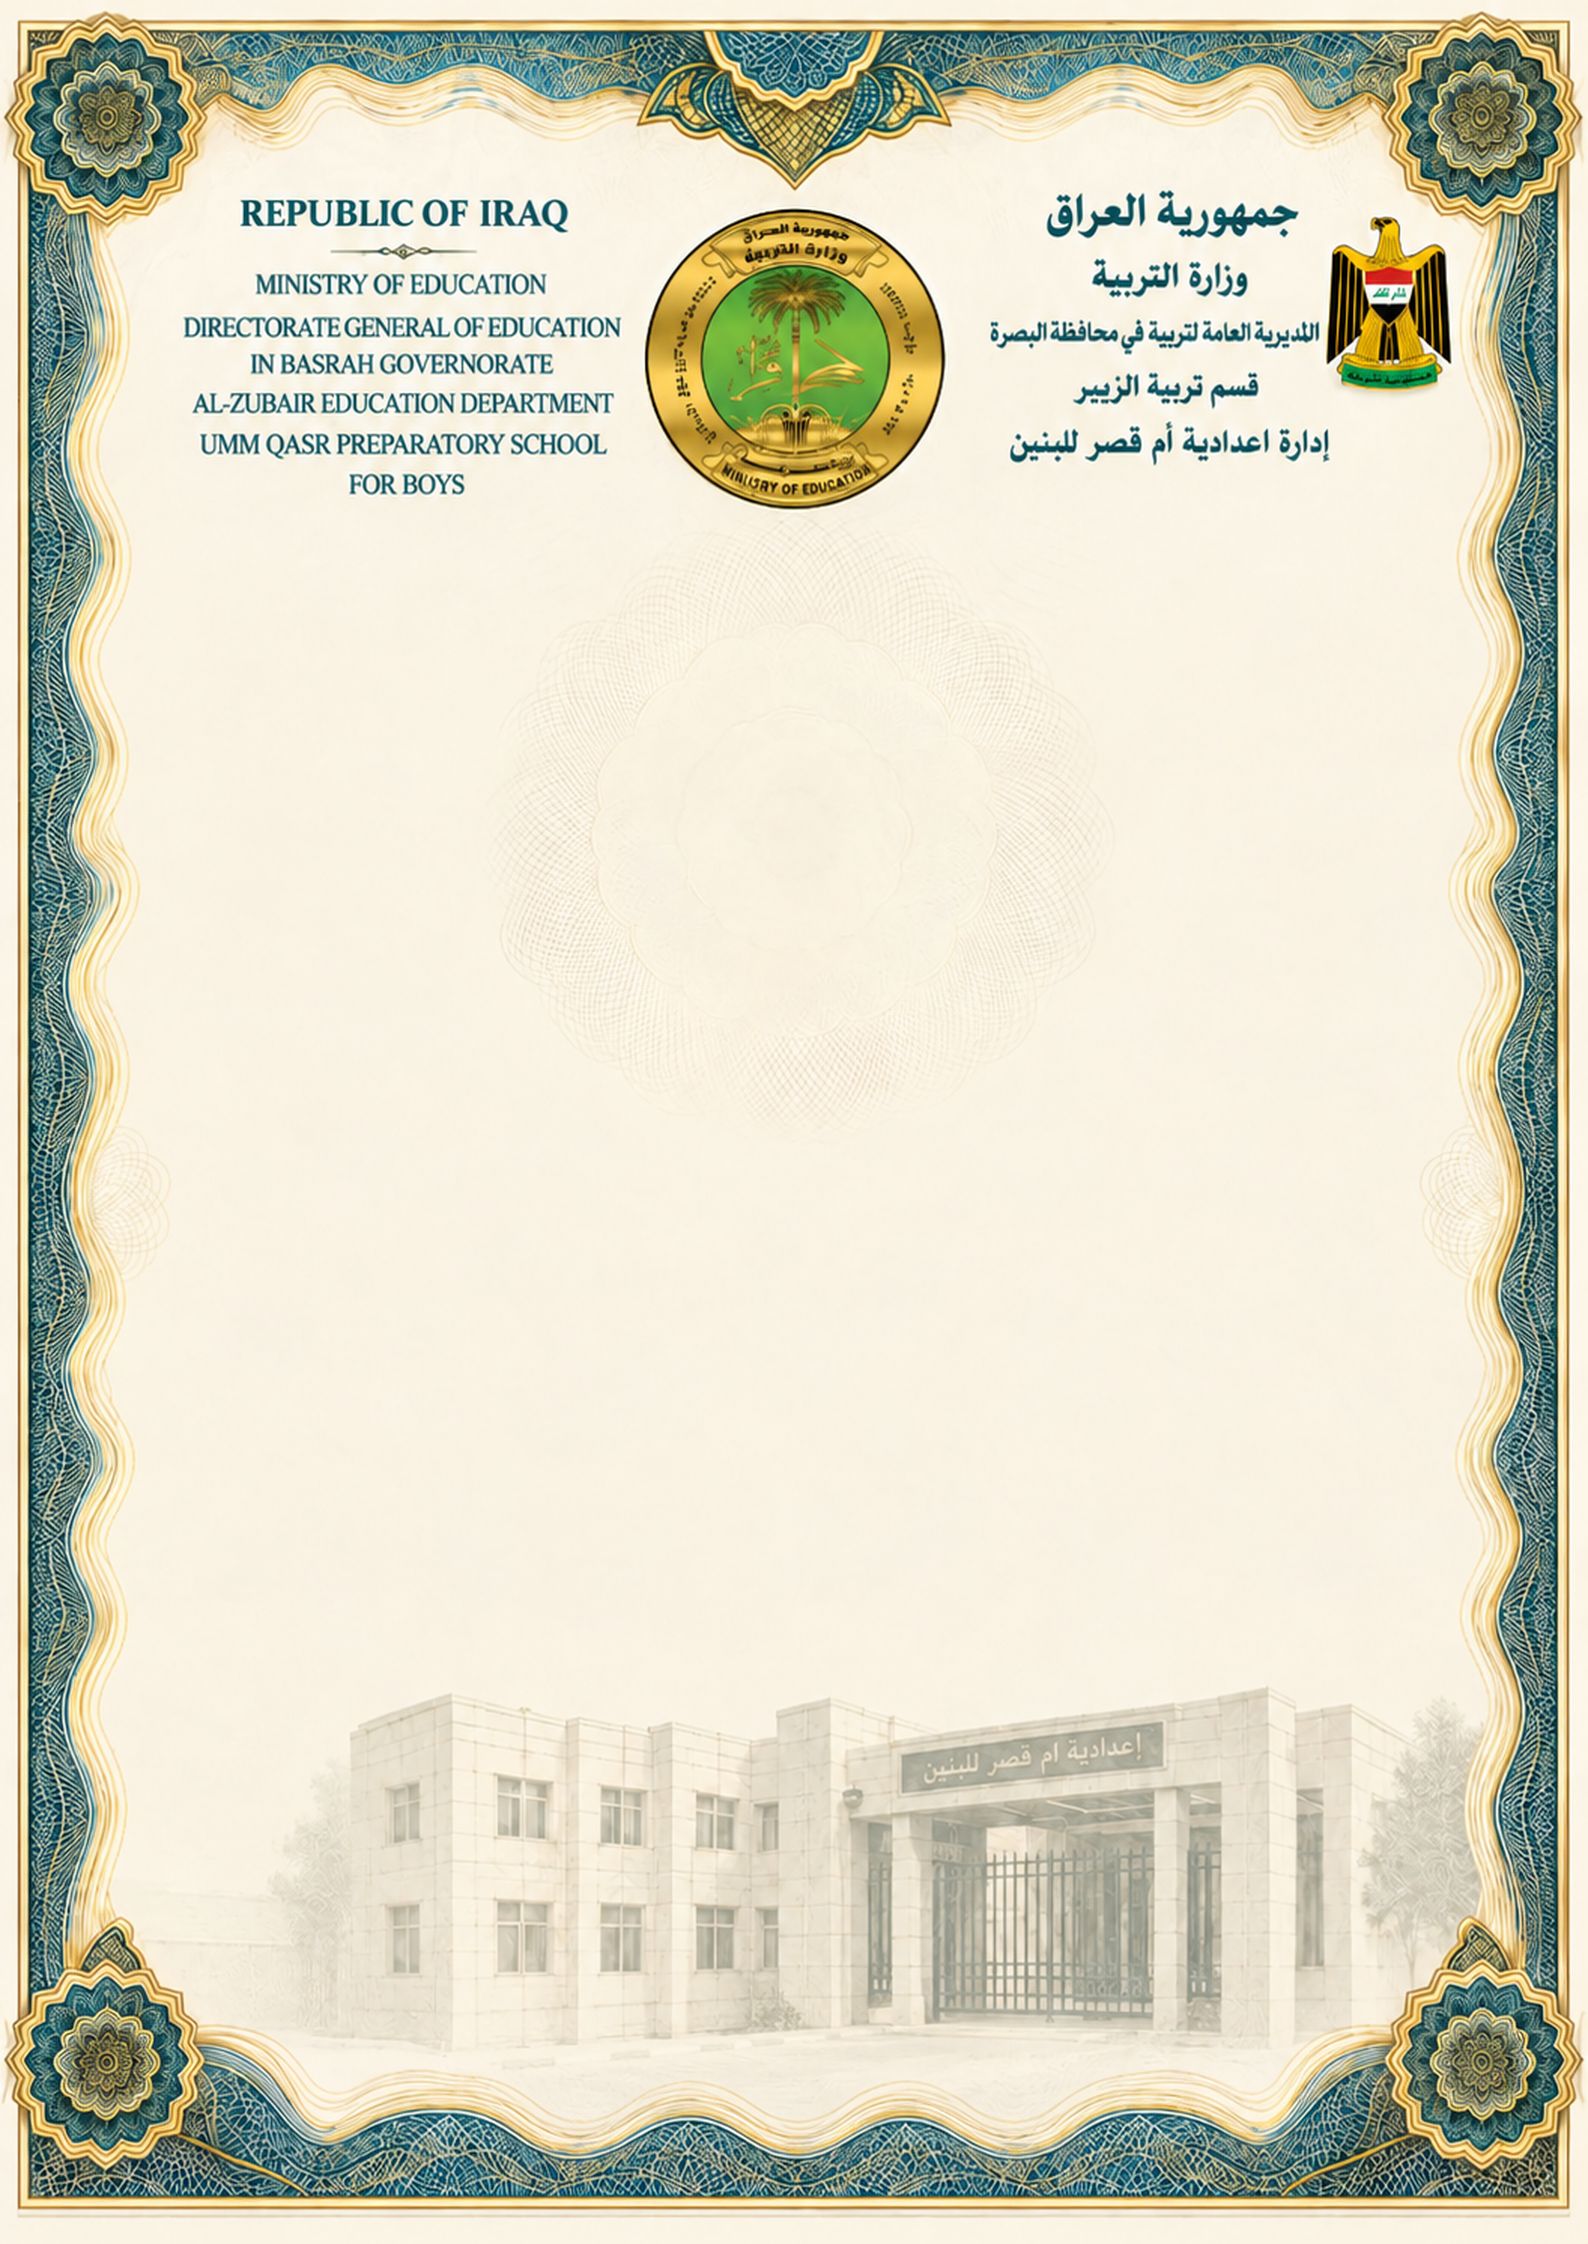 REPUBLIC OF IRAQ
MINISTRY OF EDUCATION
DIRECTORATE GENERAL OF EDUCATION
IN BASRAH GOVERNORATE
AL-ZUBAIR EDUCATION DEPARTMENT
UMM QASR PREPARATORY SCHOOL
FOR BOYS
جمهورية العراق
وزارة التربية
MINISTRY OF EDUCATION
جمهورية العراق
وزارة التربية
المديرية العامة لتربية في محافظة البصرة
قسم تربية الزبير
إدارة اعدادية أم قصر للبنين
إعدادية ام قصر للبنين